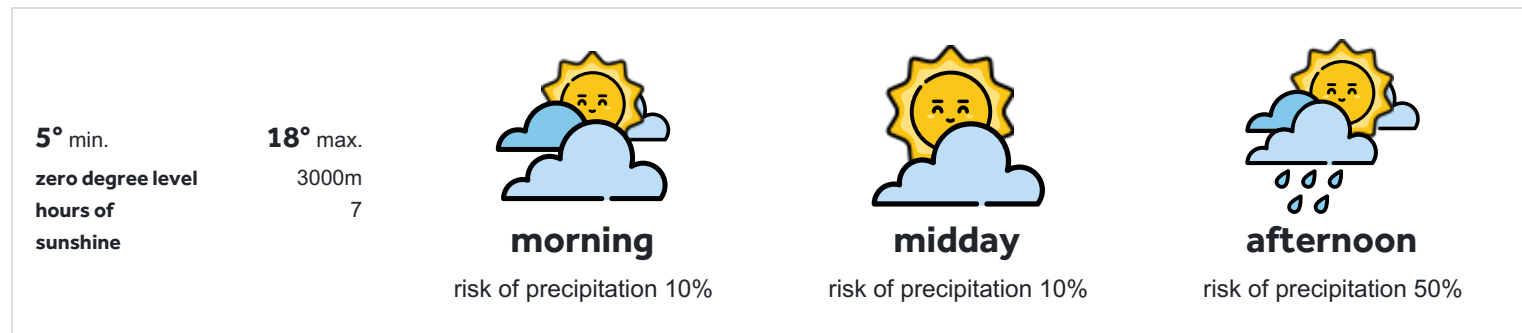 5° min. 18° max.
zero degree level 3000m
hours of 7
sunshine
morning
risk of precipitation 10%
midday
risk of precipitation 10%
afternoon
risk of precipitation 50%